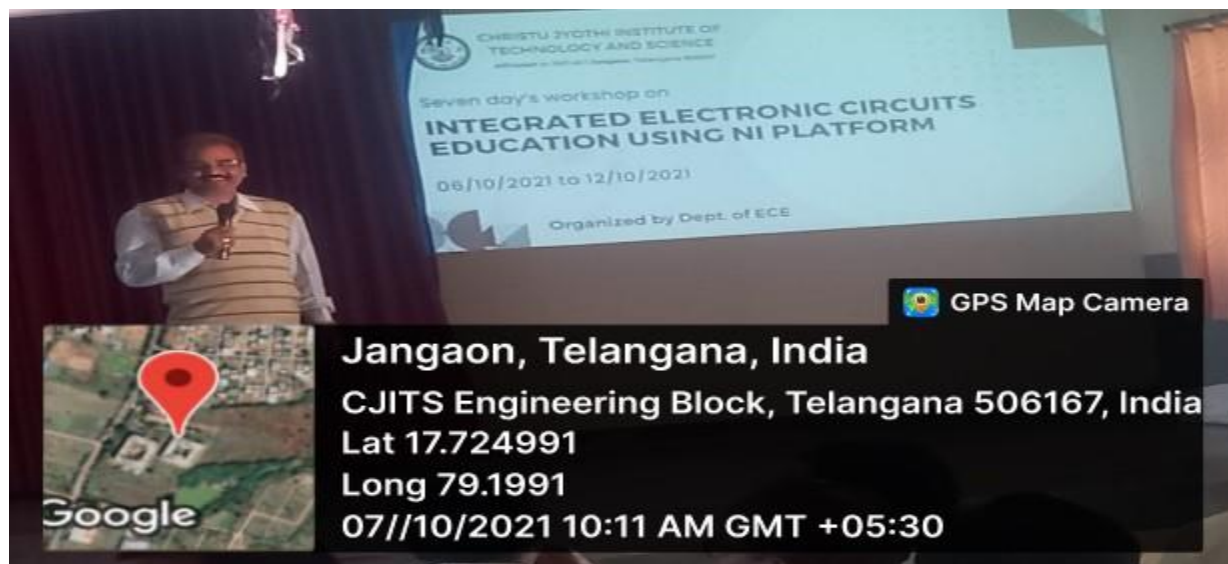 CHRISTU JYOTHI INSTITUTE OF
TECHNOLOGY AND SCIENCE
Seven day's workshop on
INTEGRATED ELECTRONIC CIRCUITS
EDUCATION USING NI PLATFORM
06/10/2021 to 12/10/2021
Organized by Dept. of ECE
GPS Map Camera
Jangaon, Telangana, India
CJITS Engineering Block, Telangana 506167, India
Lat 17.724991
Long 79.1991
07//10/2021 10:11 AM GMT +05:30
Google